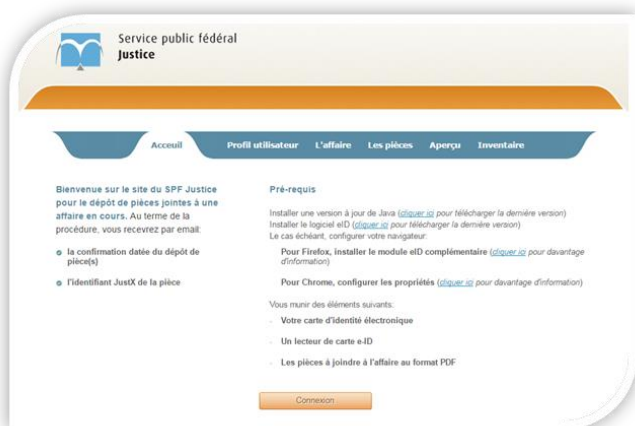 Service public fédéral
Justice
Acceuil Profil utilisateur L'affaire Les pièces Aperçu Inventaire
Bienvenue sur le site du SPF Justice
pour le dépôt de pièces jointes à une
affaire en cours. Au terme de la
procédure, vous recevrez par email:
la confirmation datée du dépôt de
pièce(s)
l'identifiant JustX de la pièce
Pré-requis
Installer une version à jour de Java (cliquer ici pour télécharger la dernière version)
Installer le logiciel eID (cliquer ici pour télécharger la dernière version)
Le cas échéant, configurer votre navigateur:
Pour Firefox, installer le module eID complémentaire (cliquer ici pour davantage
d'information)
Pour Chrome, configurer les propriétés (cliquer ici pour davantage d'information)
Vous munir des éléments suivants:
- Votre carte d'identité électronique
- Un lecteur de carte e-ID
- Les pièces à joindre à l'affaire au format PDF
Connexion